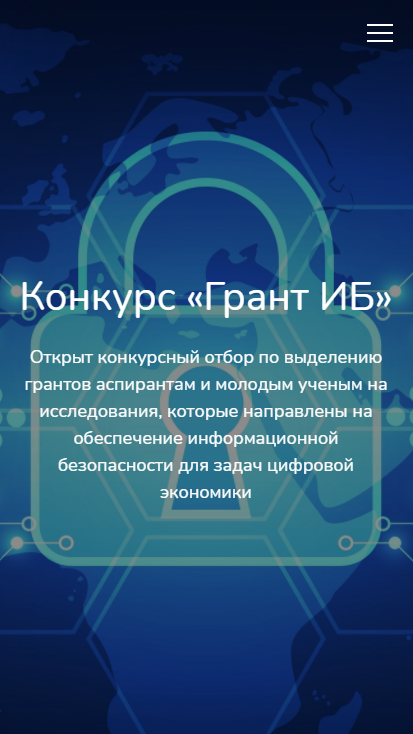 Конкурс «Грант ИБ»
Открыт конкурсный отбор по выделению
грантов аспирантам и молодым ученым на
исследования, которые направлены на
обеспечение информационной
безопасности для задач цифровой
экономики